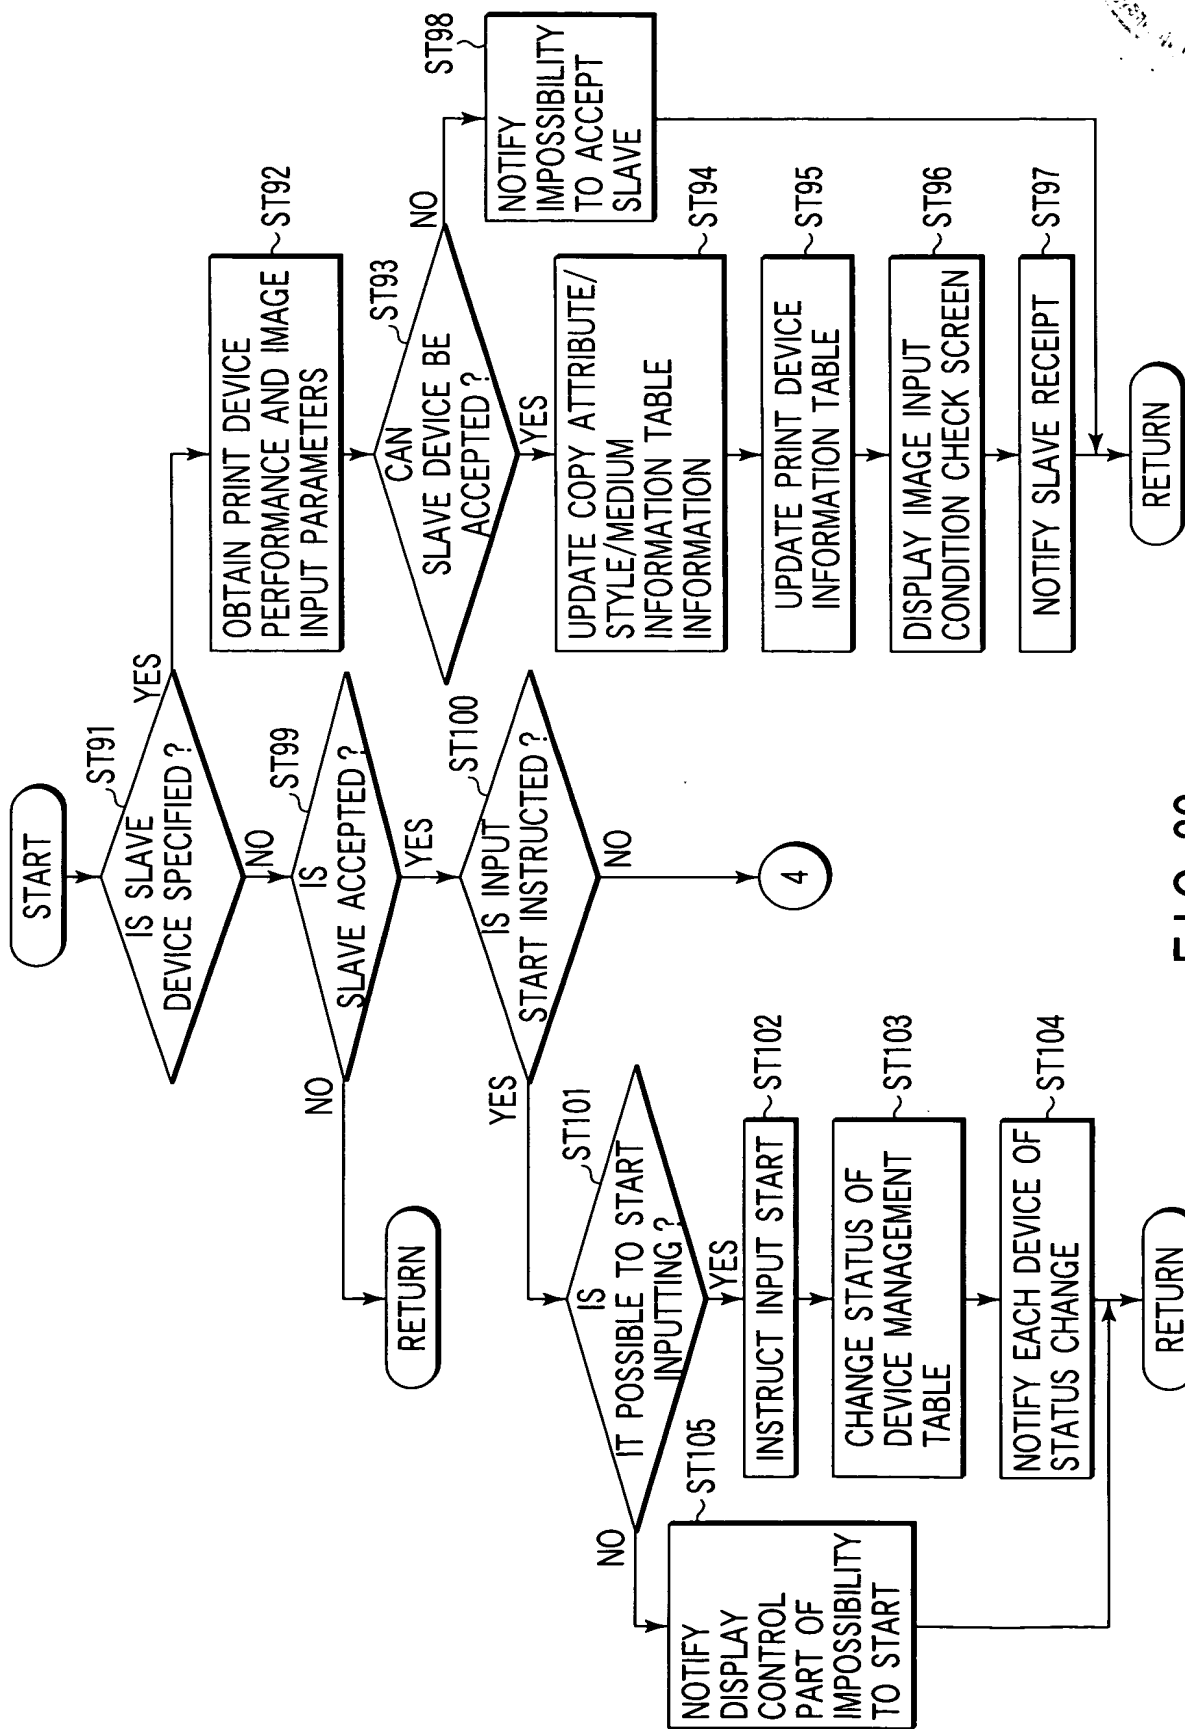 START
IS SLAVE
DEVICE SPECIFIED?
ST91
YES
NO
OBTAIN PRINT DEVICE
PERFORMANCE AND IMAGE
INPUT PARAMETERS
ST92
CAN
SLAVE DEVICE BE
ACCEPTED?
ST93
NO
YES
NOTIFY
IMPOSSIBILITY
TO ACCEPT
SLAVE
ST98
UPDATE COPY ATTRIBUTE/
STYLE/MEDIUM
INFORMATION TABLE
INFORMATION
ST94
UPDATE PRINT DEVICE
INFORMATION TABLE
ST95
DISPLAY IMAGE INPUT
CONDITION CHECK SCREEN
ST96
NOTIFY SLAVE RECEIPT
ST97
RETURN
IS
SLAVE ACCEPTED?
ST99
NO
YES
RETURN
IS INPUT
START INSTRUCTED?
ST100
YES
NO
4
IS
IT POSSIBLE TO START
INPUTTING?
ST101
NO
YES
INSTRUCT INPUT START
ST102
CHANGE STATUS OF
DEVICE MANAGEMENT
TABLE
ST103
NOTIFY EACH DEVICE OF
STATUS CHANGE
ST104
NOTIFY
DISPLAY
CONTROL
PART OF
IMPOSSIBILITY
TO START
ST105
RETURN